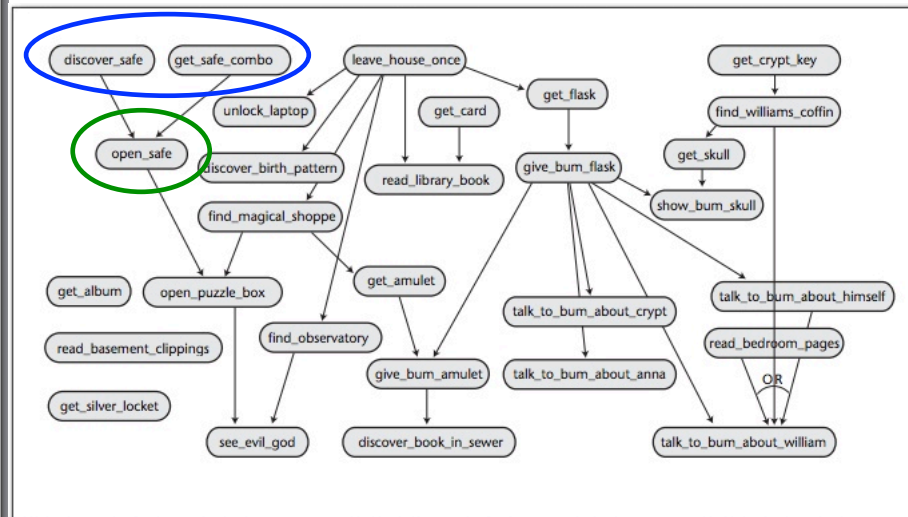 discover_safe
get_safe_combo
leave_house_once
get_crypt_key
unlock_laptop
get_card
get_flask
find_williams_coffin
open_safe
discover_birth_pattern
read_library_book
give_bum_flask
get_skull
find_magical_shoppe
show_bum_skull
get_album
open_puzzle_box
get_amulet
talk_to_bum_about_crypt
talk_to_bum_about_himself
read_basement_clippings
find_observatory
read_bedroom_pages
give_bum_amulet
talk_to_bum_about_anna
OR
get_silver_locket
see_evil_god
discover_book_in_sewer
talk_to_bum_about_william